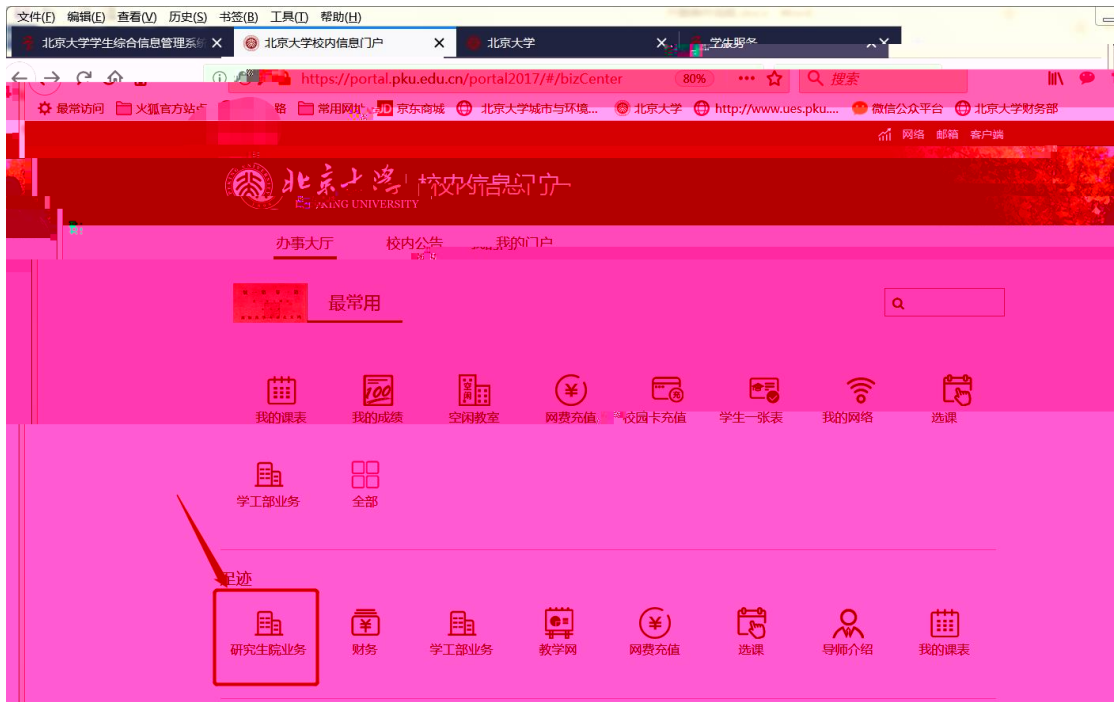 文件(F) 编辑(E) 查看(V) 历史(S) 书签(B) 工具(T) 帮助(H)
北京大学学生综合信息管理系统 北京大学校内信息门户 北京大学
https://portal.pku.edu.cn/portal2017/#/bizCenter 80% 搜索
最常访问 火狐官方站点 常用网址 JD 京东商城 北京大学城市与环境... 北京大学 http://www.ues.pku.... 微信公众平台 北京大学财务部
网络 邮箱 客户端
北京大学 校内信息门户
PEKING UNIVERSITY
办事大厅 校内公告 我的门户
最常用
我的课表 我的成绩 空闲教室 网费充值 校园卡充值 学生一张表 我的网络 选课
学工部业务 全部
足迹
研究生院业务 财务 学工部业务 教学网 网费充值 选课 导师介绍 我的课表